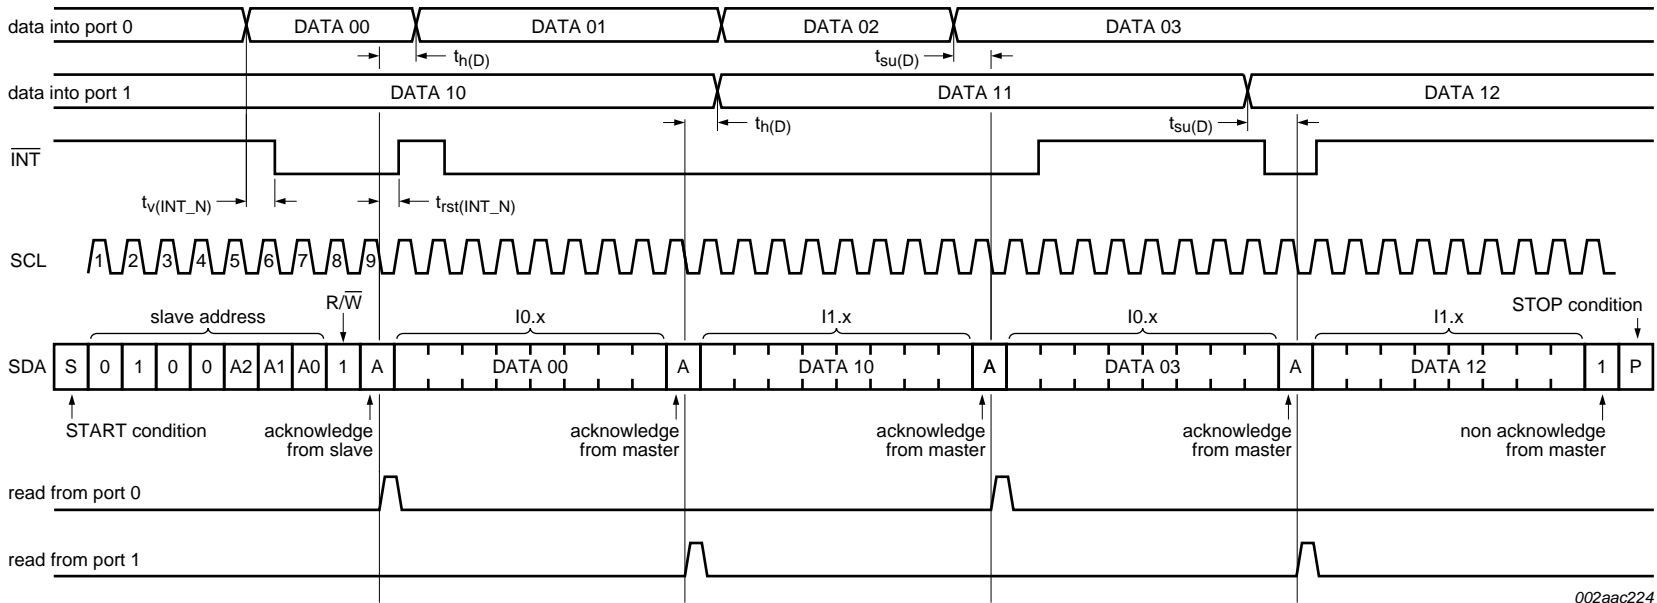 data into port 0
DATA 00
DATA 01
DATA 02
DATA 03
th(D)
tsu(D)
data into port 1
DATA 10
DATA 11
DATA 12
th(D)
tsu(D)
INT
tv(INT_N)
trst(INT_N)
SCL
1 2 3 4 5 6 7 8 9
R/W
STOP condition
slave address
I0.x
I1.x
I0.x
I1.x
SDA
S 0 1 0 0 A2 A1 A0 1 A
DATA 00
A
DATA 10
A
DATA 03
A
DATA 12
1
P
START condition
acknowledge
from slave
acknowledge
from master
acknowledge
from master
acknowledge
from master
non acknowledge
from master
read from port 0
read from port 1
002aac224